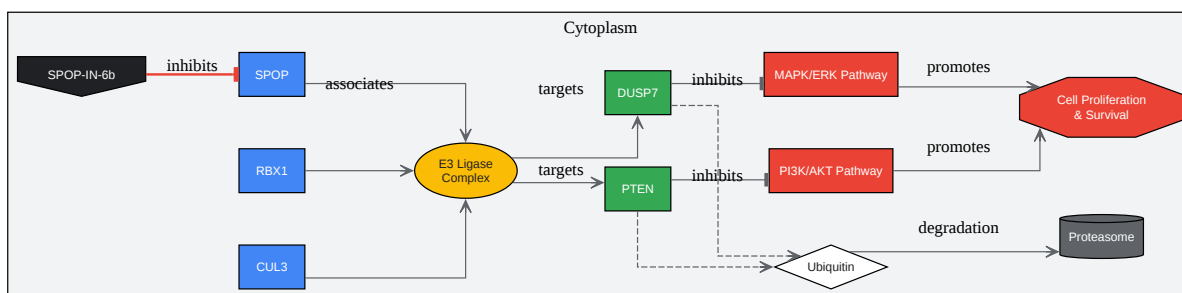 Cytoplasm
SPOP-IN-6b
inhibits
SPOP
associates
RBX1
CUL3
E3 Ligase
Complex
targets
targets
DUSP7
PTEN
inhibits
inhibits
MAPK/ERK Pathway
PI3K/AKT Pathway
promotes
promotes
Cell Proliferation
& Survival
Ubiquitin
degradation
Proteasome